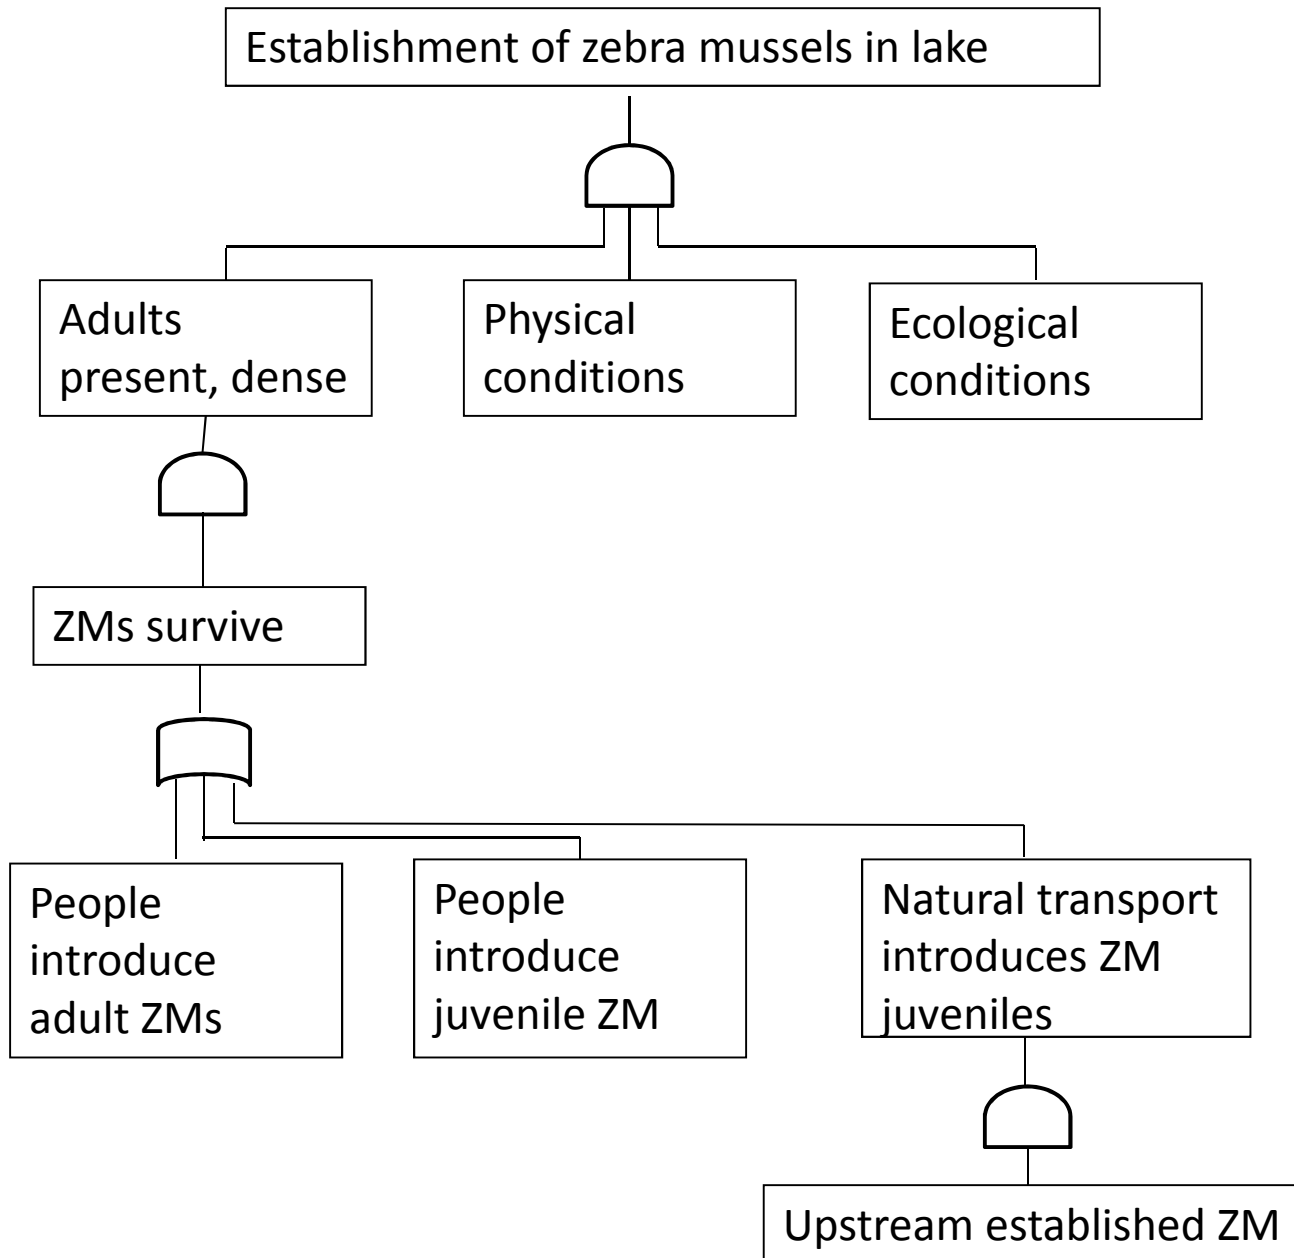 Establishment of zebra mussels in lake
Adults
present, dense
Physical
conditions
Ecological
conditions
ZMs survive
People
introduce
adult ZMs
People
introduce
juvenile ZM
Natural transport
introduces ZM
juveniles
Upstream established ZM